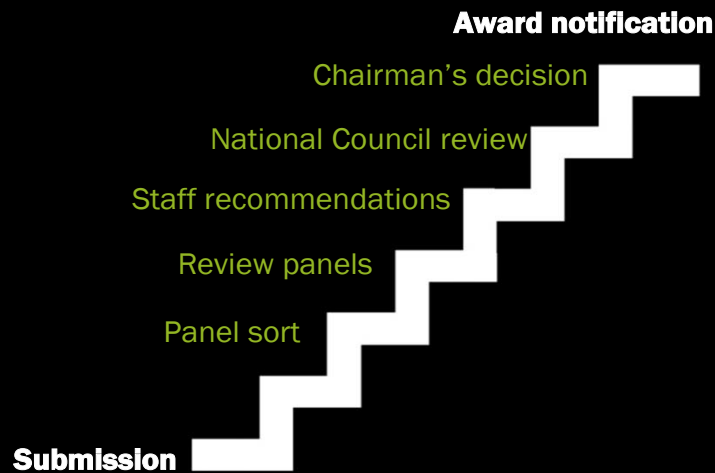 Award notification
Chairman’s decision
National Council review
Staff recommendations
Review panels
Panel sort
Submission